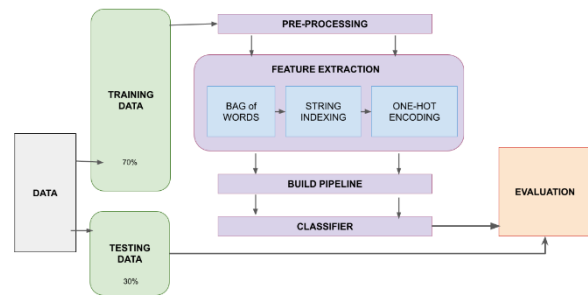 PRE-PROCESSING
FEATURE EXTRACTION
TRAINING
DATA
BAG of
WORDS
STRING
INDEXING
ONE-HOT
ENCODING
70%
DATA
BUILD PIPELINE
EVALUATION
CLASSIFIER
TESTING
DATA
30%